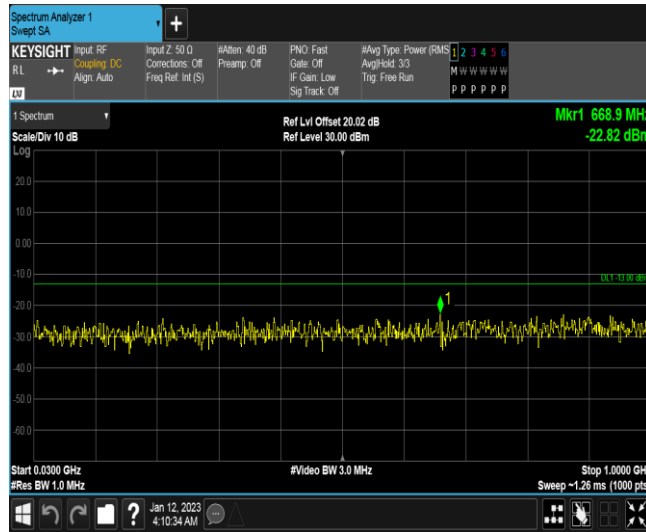 Spectrum Analyzer 1
Swept SA
+
KEYSIGHT
RL
LXI
Input: RF
Coupling: DC
Align: Auto
Input Z: 50 Ω
Corrections: Off
Freq Ref: Int (S)
#Atten: 40 dB
Preamp: Off
PNO: Fast
Gate: Off
IF Gain: Low
Sig Track: Off
#Avg Type: Power (RMS
Avg|Hold: 3/3
Trig: Free Run
1 2 3 4 5 6
M W W W W W
P P P P P P
1 Spectrum
Scale/Div 10 dB
Log
Ref Lvl Offset 20.02 dB
Ref Level 30.00 dBm
Mkr1 668.9 MHz
-22.82 dBm
20.0
10.0
0.00
-10.0
DL1 -13.00 dBm
-20.0
1
-30.0
-40.0
-50.0
-60.0
Start 0.0300 GHz
#Res BW 1.0 MHz
#Video BW 3.0 MHz
Stop 1.0000 GH
Sweep ~1.26 ms (1000 pts
?
Jan 12, 2023
4:10:34 AM